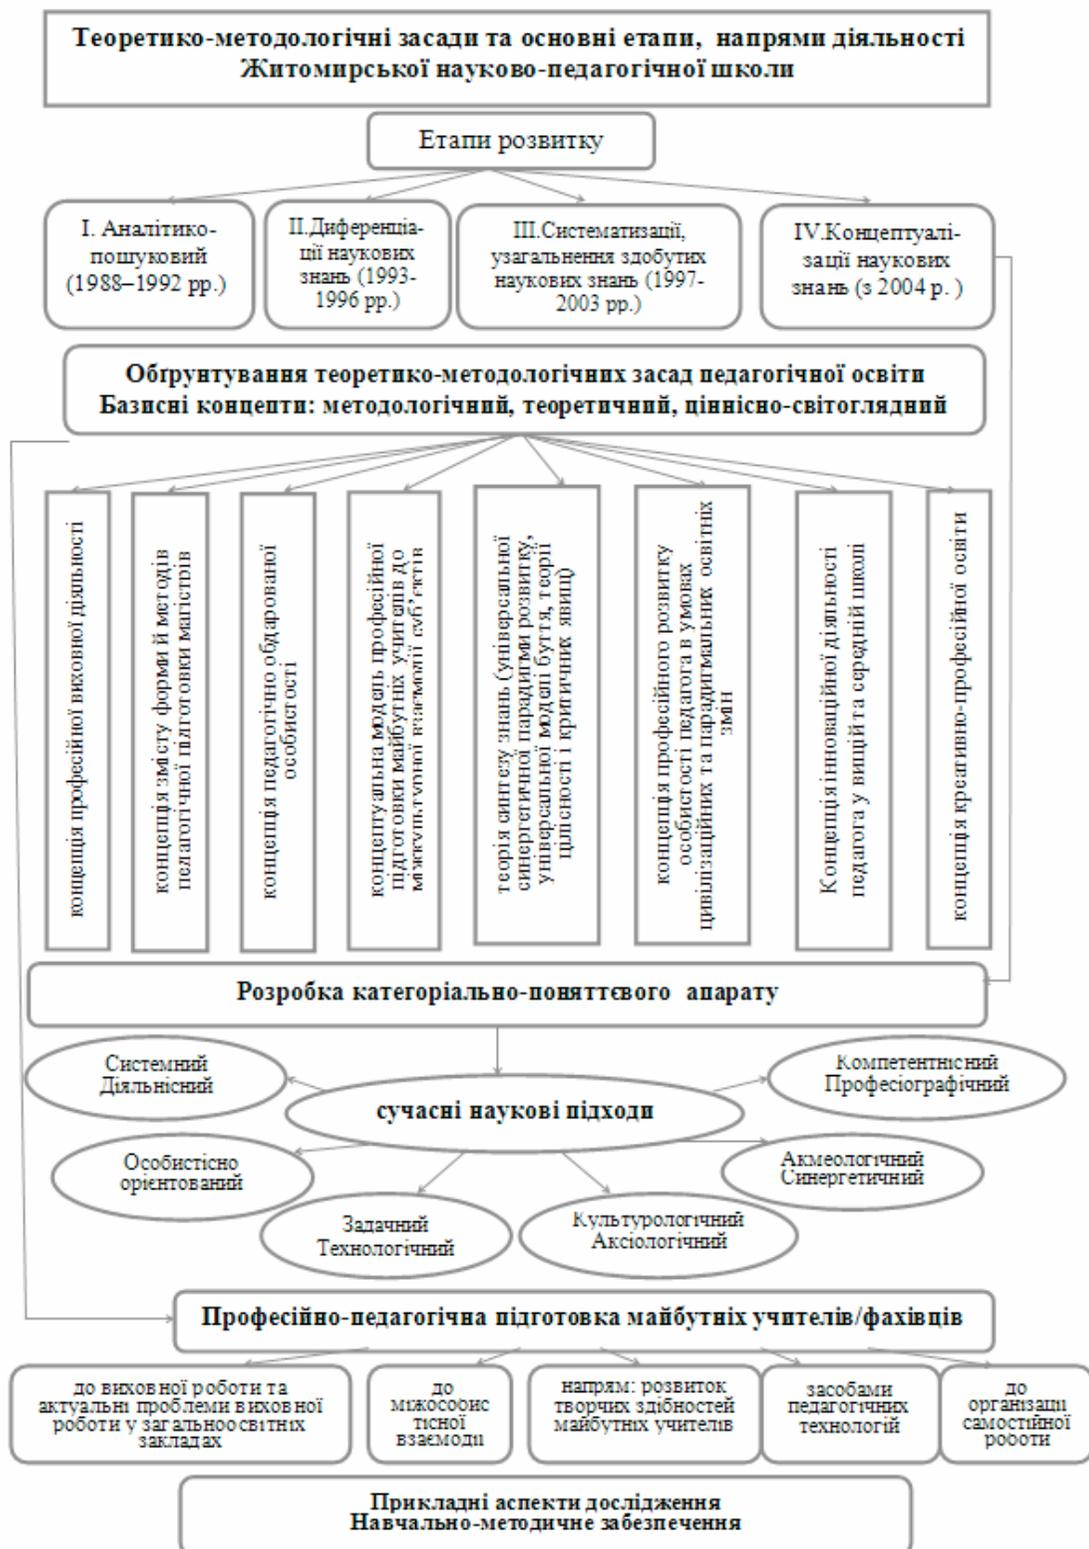 Теоретико-методологічні засади та основні етапи, напрями діяльності
Житомирської науково-педагогічної школи
Етапи розвитку
І. Аналітико-
пошуковий
(1988–1992 рр.)
ІІ.Диференціа-
ції наукових
знань (1993-
1996 рр.)
ІІІ.Систематизації,
узагальнення здобутих
наукових знань (1997-
2003 рр.)
IV.Концептуалі-
зації наукових
знань (з 2004 р. )
Обґрунтування теоретико-методологічних засад педагогічної освіти
Базисні концепти: методологічний, теоретичний, ціннісно-світоглядний
концепція професійної виховної діяльності
концепція змісту форми й методів
педагогічної підготовки магістрів
концепція педагогічно обдарованої
особистості
концептуальна модель професійної
підготовки майбутніх учителів до
міжкультурної взаємодії суб’єктів
теорія синтезу знань (універсальної
синергетичної парадигми розвитку,
універсальної моделі буття, теорії
цілісності і критичних явищ)
концепція професійного розвитку
особистості педагога в умовах
цивілізаційних та парадигмальних освітніх
змін
Концепція інноваційної діяльності
педагога у вищій та середній школі
концепція креативно-професійної освіти
Розробка категоріально-поняттєвого апарату
Системний
Діяльнісний
Компетентнісний
Професіографічний
сучасні наукові підходи
Особистісно
орієнтований
Акмеологічний
Синергетичний
Задачний
Технологічний
Культурологічний
Аксіологічний
Професійно-педагогічна підготовка майбутніх учителів/фахівців
до виховної роботи та
актуальні проблеми виховної
роботи у загальноосвітніх
закладах
до
міжособис
тісної
взаємодії
напрям: розвиток
творчих здібностей
майбутніх учителів
засобами
педагогічних
технологій
до
організації
самостійної
роботи
Прикладні аспекти дослідження
Навчально-методичне забезпечення